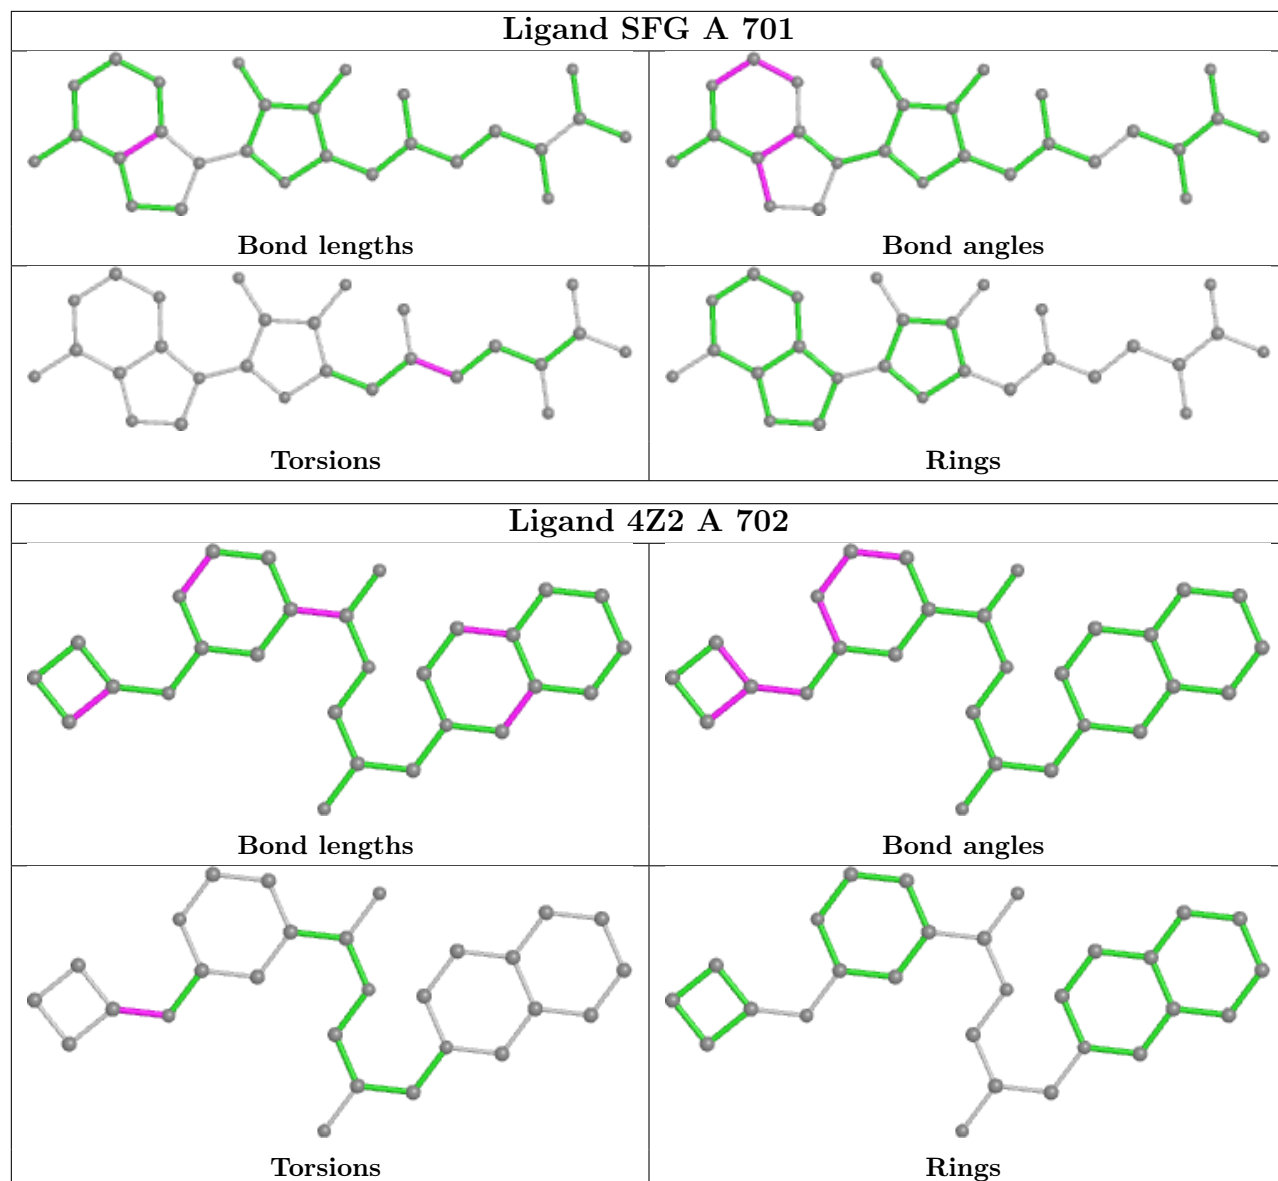 Ligand SFG A 701
Bond lengths
Bond angles
Torsions
Rings
Ligand 4Z2 A 702
Bond lengths
Bond angles
Torsions
Rings